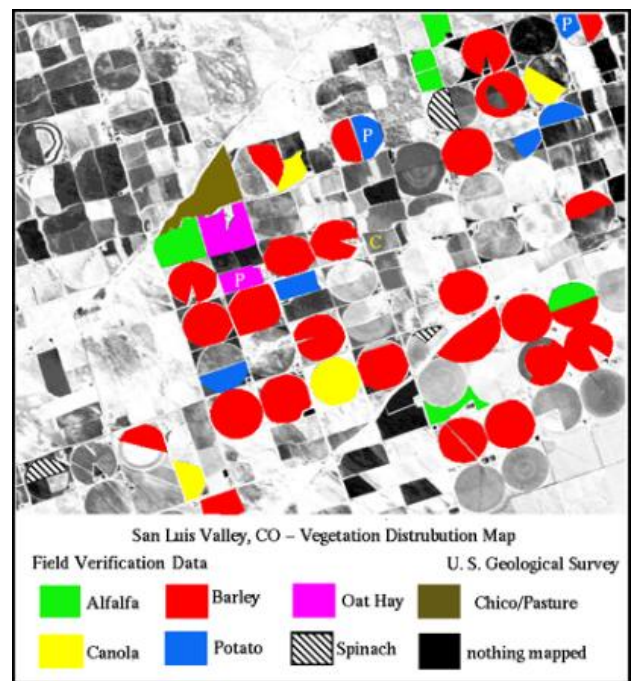 P
P
C
P
San Luis Valley, CO – Vegetation Distrubution Map
Field Verification Data U. S. Geological Survey
Alfalfa Barley Oat Hay Chico/Pasture
Canola Potato Spinach nothing mapped